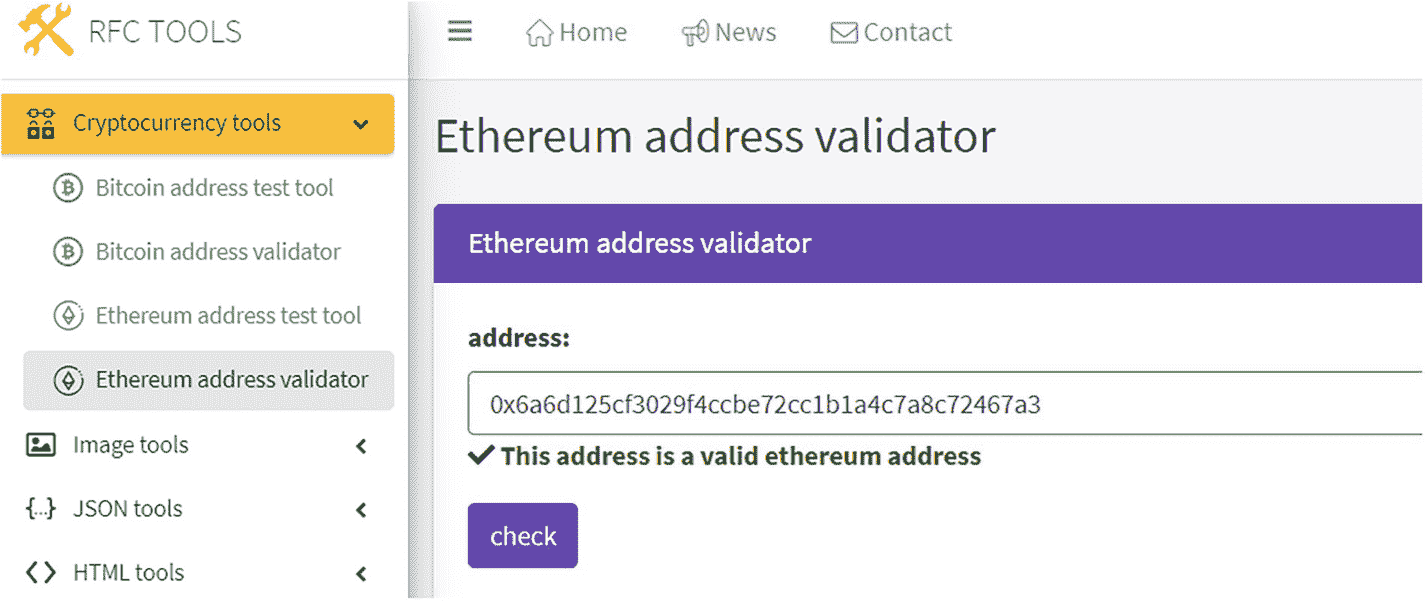 RFC TOOLS
Home
News
Contact
Cryptocurrency tools
Bitcoin address test tool
Bitcoin address validator
Ethereum address test tool
Ethereum address validator
Image tools
{...} JSON tools
HTML tools
Ethereum address validator
Ethereum address validator
address:
0x6a6d125cf3029f4ccbe72cc1b1a4c7a8c72467a3
This address is a valid ethereum address
check